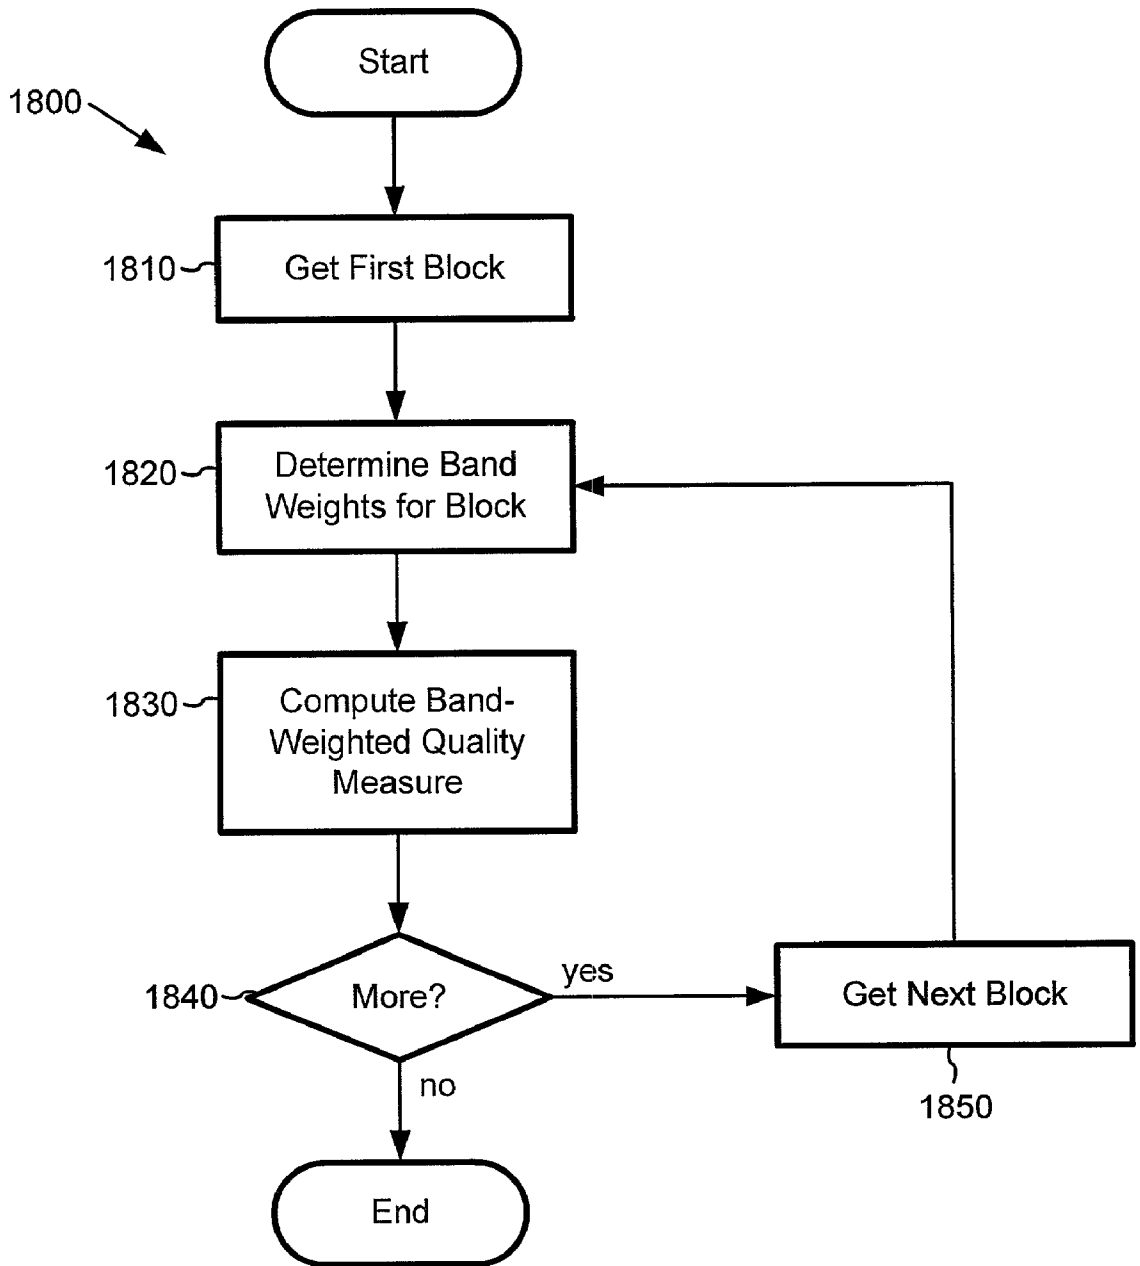 Start
1800
1810
Get First Block
1820
Determine Band
Weights for Block
1830
Compute Band-
Weighted Quality
Measure
1840
More?
yes
Get Next Block
1850
no
End